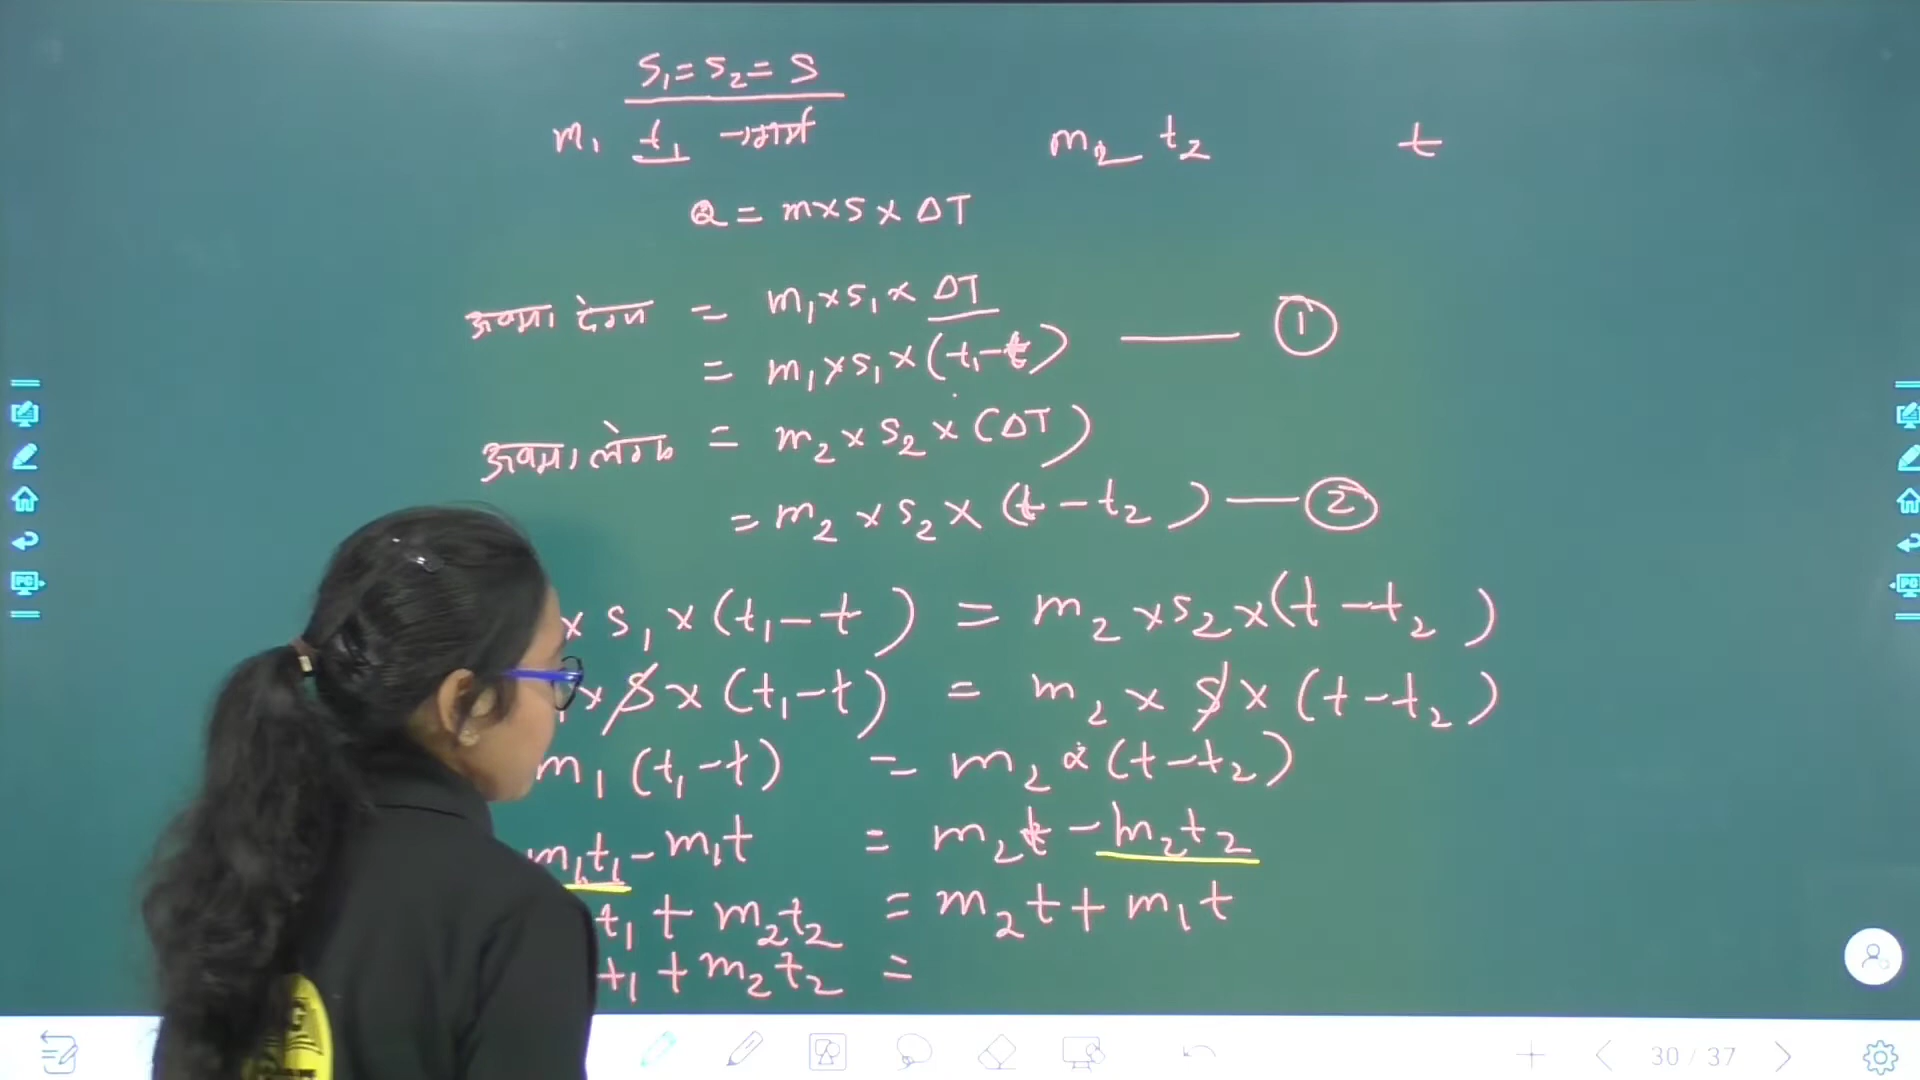 S₁ = S₂ = S
m₁ t₁ → गर्म m₂ t₂ t
Q = m×s × ΔT
= m₁×s₁× ΔT
= m₁×s₁×(t₁-t) —— ①
= m₂ × s₂ × (ΔT)
= m₂ × s₂ × (t - t₂) — ②
× s₁ × (t₁ - t) = m₂ × s₂ × (t - t₂)
× s × (t₁ - t) = m₂ × s × (t - t₂)
m₁ (t₁ - t) = m₂ (t - t₂)
m₁t₁ - m₁t = m₂t - m₂t₂
t₁ + m₂t₂ = m₂t + m₁t
t₁ + m₂t₂ =
30 / 37
PC
PC